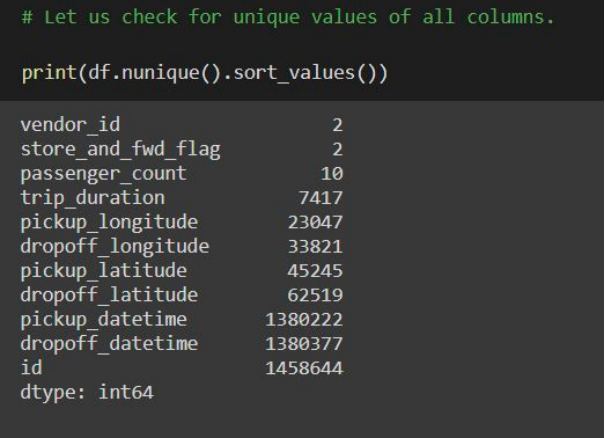 # Let us check for unique values of all columns.
print(df.nunique().sort_values())
vendor_id 2
store_and_fwd_flag 2
passenger_count 10
trip_duration 7417
pickup_longitude 23047
dropoff_longitude 33821
pickup_latitude 45245
dropoff_latitude 62519
pickup_datetime 1380222
dropoff_datetime 1380377
id 1458644
dtype: int64